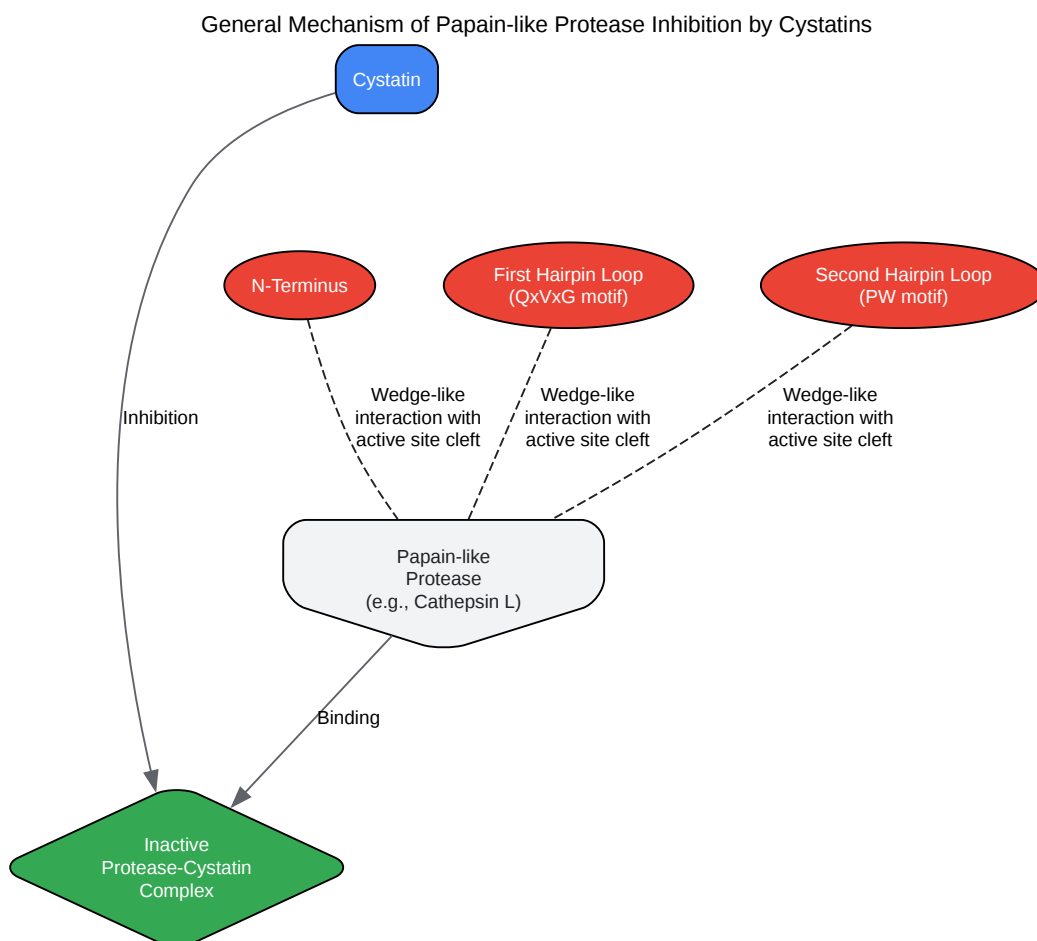 General Mechanism of Papain-like Protease Inhibition by Cystatins
Cystatin
N-Terminus
First Hairpin Loop
(QxVxG motif)
Second Hairpin Loop
(PW motif)
Wedge-like
interaction with
active site cleft
Wedge-like
interaction with
active site cleft
Wedge-like
interaction with
active site cleft
Inhibition
Papain-like
Protease
(e.g., Cathepsin L)
Binding
Inactive
Protease-Cystatin
Complex